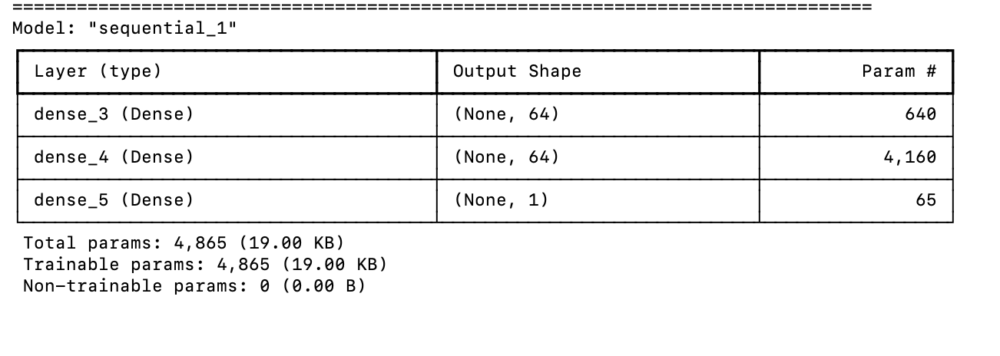 ================================================================================
Model: "sequential_1"
Layer (type) Output Shape Param #
dense_3 (Dense) (None, 64) 640
dense_4 (Dense) (None, 64) 4,160
dense_5 (Dense) (None, 1) 65
Total params: 4,865 (19.00 KB)
Trainable params: 4,865 (19.00 KB)
Non-trainable params: 0 (0.00 B)